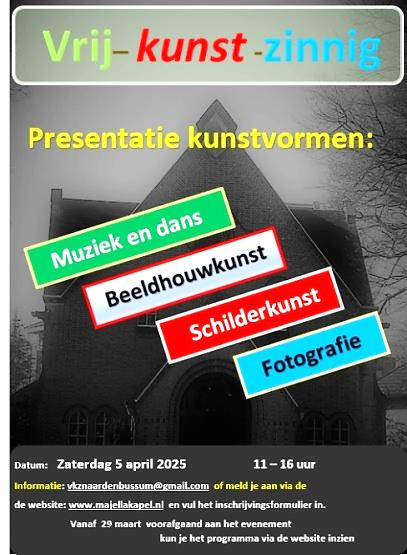 Vrij– kunst -zinnig
Presentatie kunstvormen:
Muziek en dans
Beeldhouwkunst
Schilderkunst
Fotografie
Datum: Zaterdag 5 april 2025 11 – 16 uur
Informatie: vkznaardenbussum@gmail.com of meld je aan via de
de website: www.majellakapel.nl en vul het inschrijvingsformulier in.
Vanaf 29 maart voorafgaand aan het evenement
kun je het programma via de website inzien